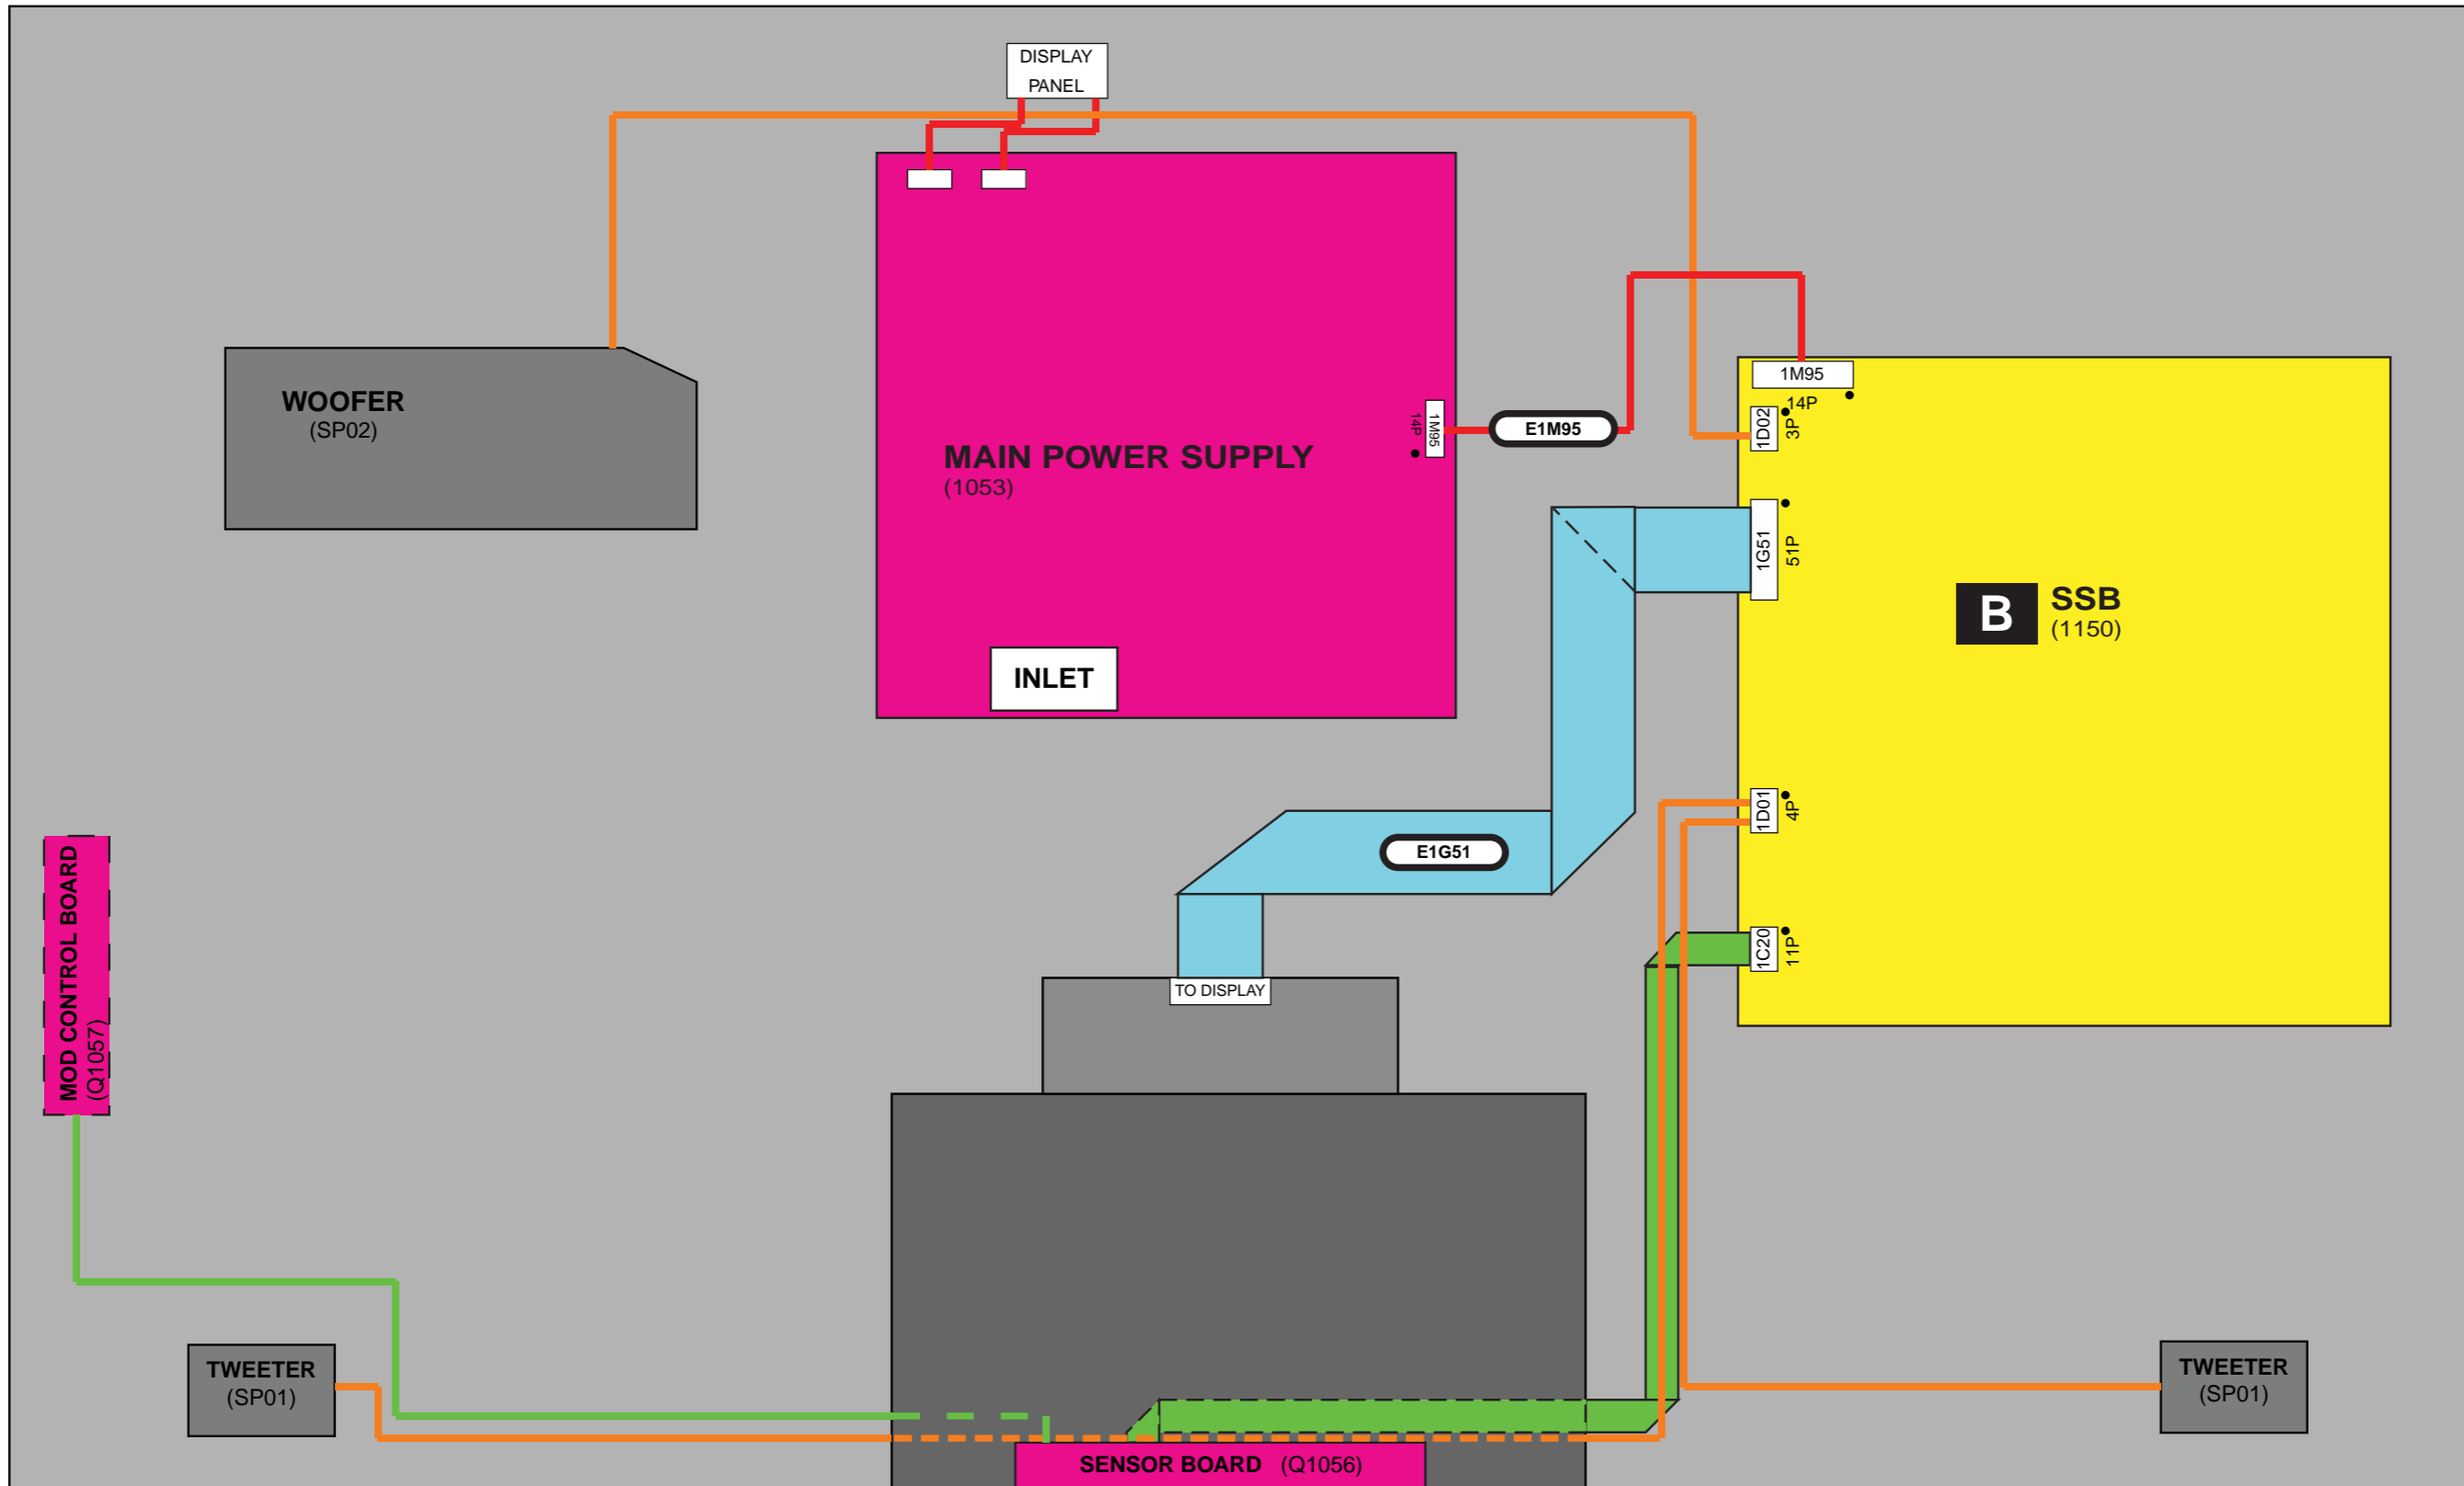 DISPLAY
PANEL
WOOFER
(SP02)
MAIN POWER SUPPLY
(1053)
1M95
14P
E1M95
1M95
14P
1D02
3P
1G51
51P
B
SSB
(1150)
INLET
1D01
4P
E1G51
1C20
11P
TO DISPLAY
MOD CONTROL BOARD
(Q1057)
TWEETER
(SP01)
TWEETER
(SP01)
SENSOR BOARD (Q1056)